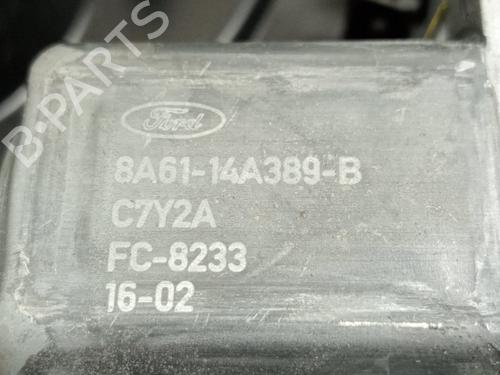 B-PARTS
Ford
8A61-14A389-B
C7Y2A
FC-8233
16-02